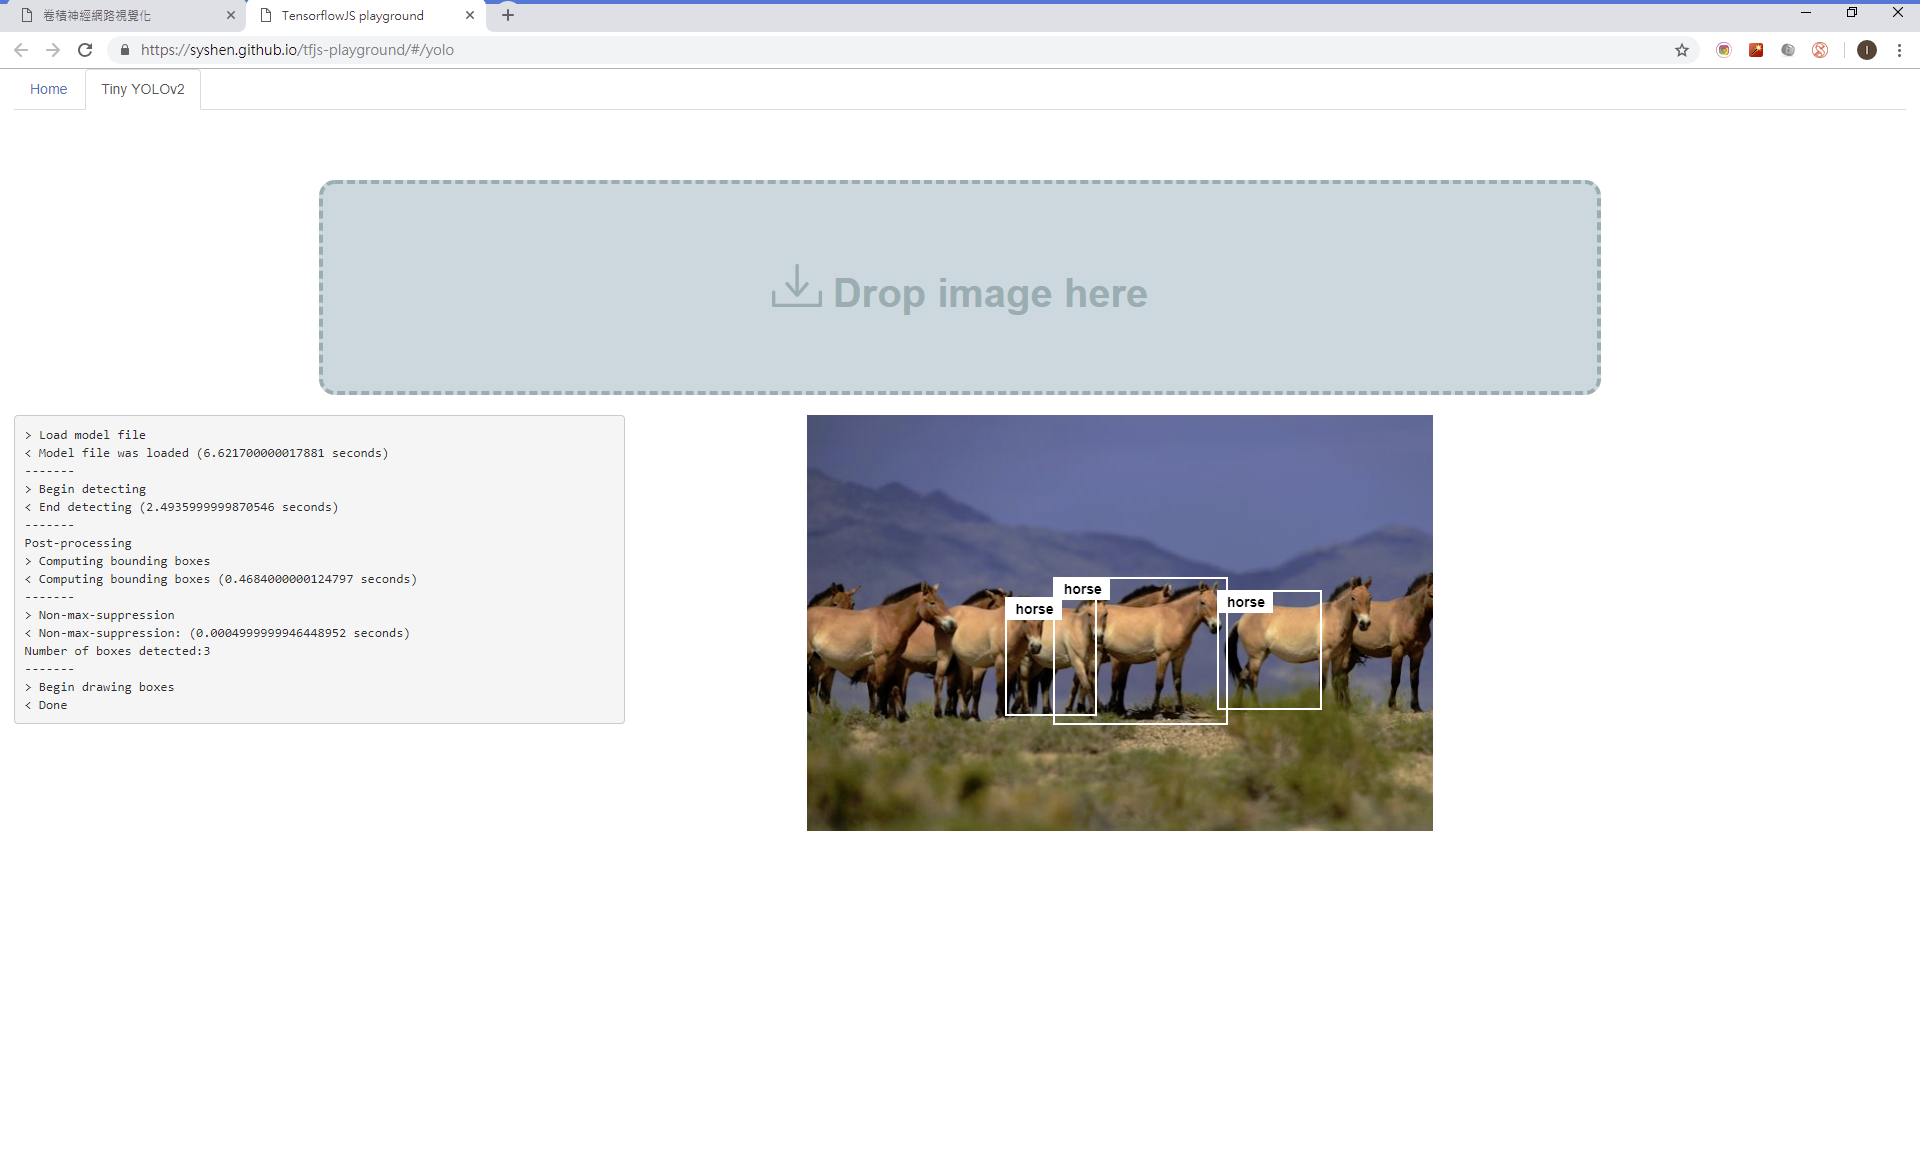 卷積神經網路視覺化
TensorflowJS playground
https://syshen.github.io/tfjs-playground/#/yolo
I
Home
Tiny YOLOv2
Drop image here
> Load model file
< Model file was loaded (6.621700000017881 seconds)
-------
> Begin detecting
< End detecting (2.4935999999870546 seconds)
-------
Post-processing
> Computing bounding boxes
< Computing bounding boxes (0.4684000000124797 seconds)
-------
> Non-max-suppression
< Non-max-suppression: (0.0004999999946448952 seconds)
Number of boxes detected:3
-------
> Begin drawing boxes
< Done
horse
horse
horse